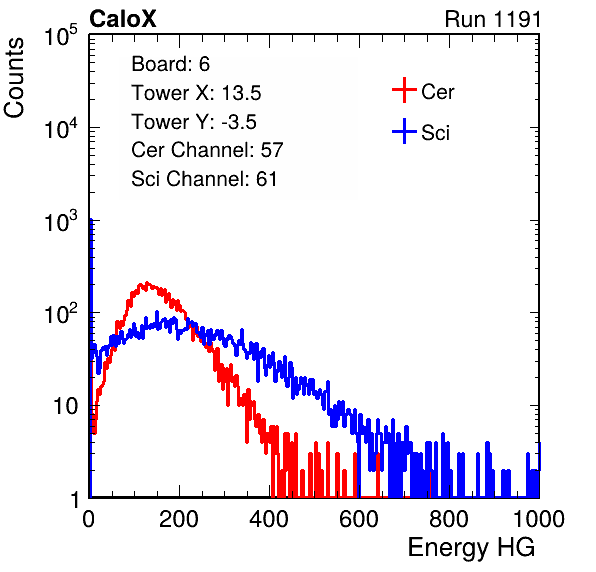 CaloX Run 1191
Counts
Board: 6
Tower X: 13.5
Tower Y: -3.5
Cer Channel: 57
Sci Channel: 61
Cer
Sci
10^5
10^4
10^3
10^2
10
1
0 200 400 600 800 1000
Energy HG